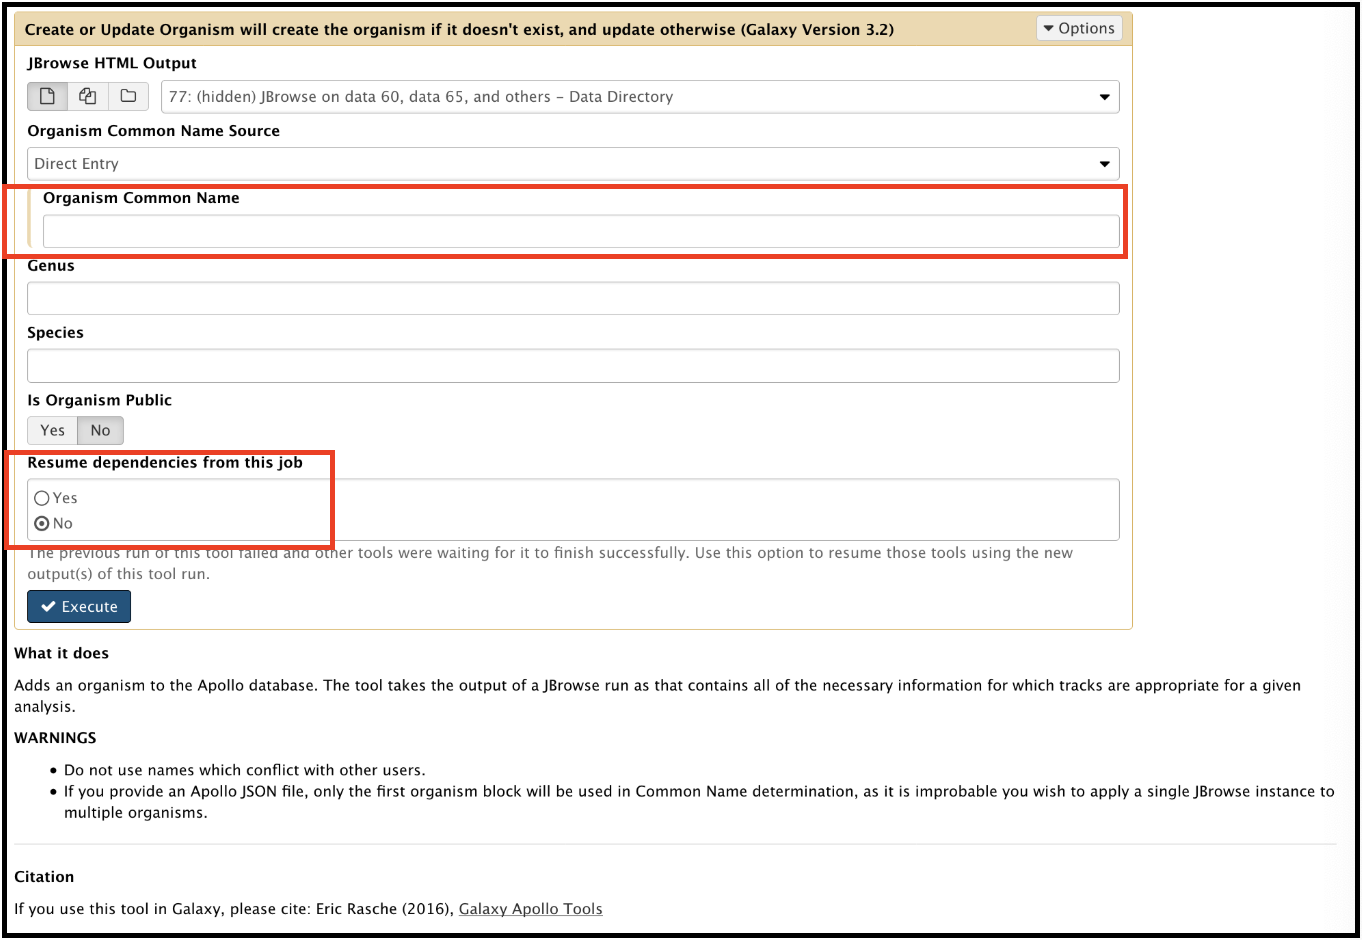 Create or Update Organism will create the organism if it doesn't exist, and update otherwise (Galaxy Version 3.2)
Options
JBrowse HTML Output
77: (hidden) JBrowse on data 60, data 65, and others – Data Directory
Organism Common Name Source
Direct Entry
Organism Common Name
Genus
Species
Is Organism Public
Yes No
Resume dependencies from this job
Yes
No
The previous run of this tool failed and other tools were waiting for it to finish successfully. Use this option to resume those tools using the new
output(s) of this tool run.
Execute
What it does
Adds an organism to the Apollo database. The tool takes the output of a JBrowse run as that contains all of the necessary information for which tracks are appropriate for a given
analysis.
WARNINGS
• Do not use names which conflict with other users.
• If you provide an Apollo JSON file, only the first organism block will be used in Common Name determination, as it is improbable you wish to apply a single JBrowse instance to
multiple organisms.
Citation
If you use this tool in Galaxy, please cite: Eric Rasche (2016), Galaxy Apollo Tools